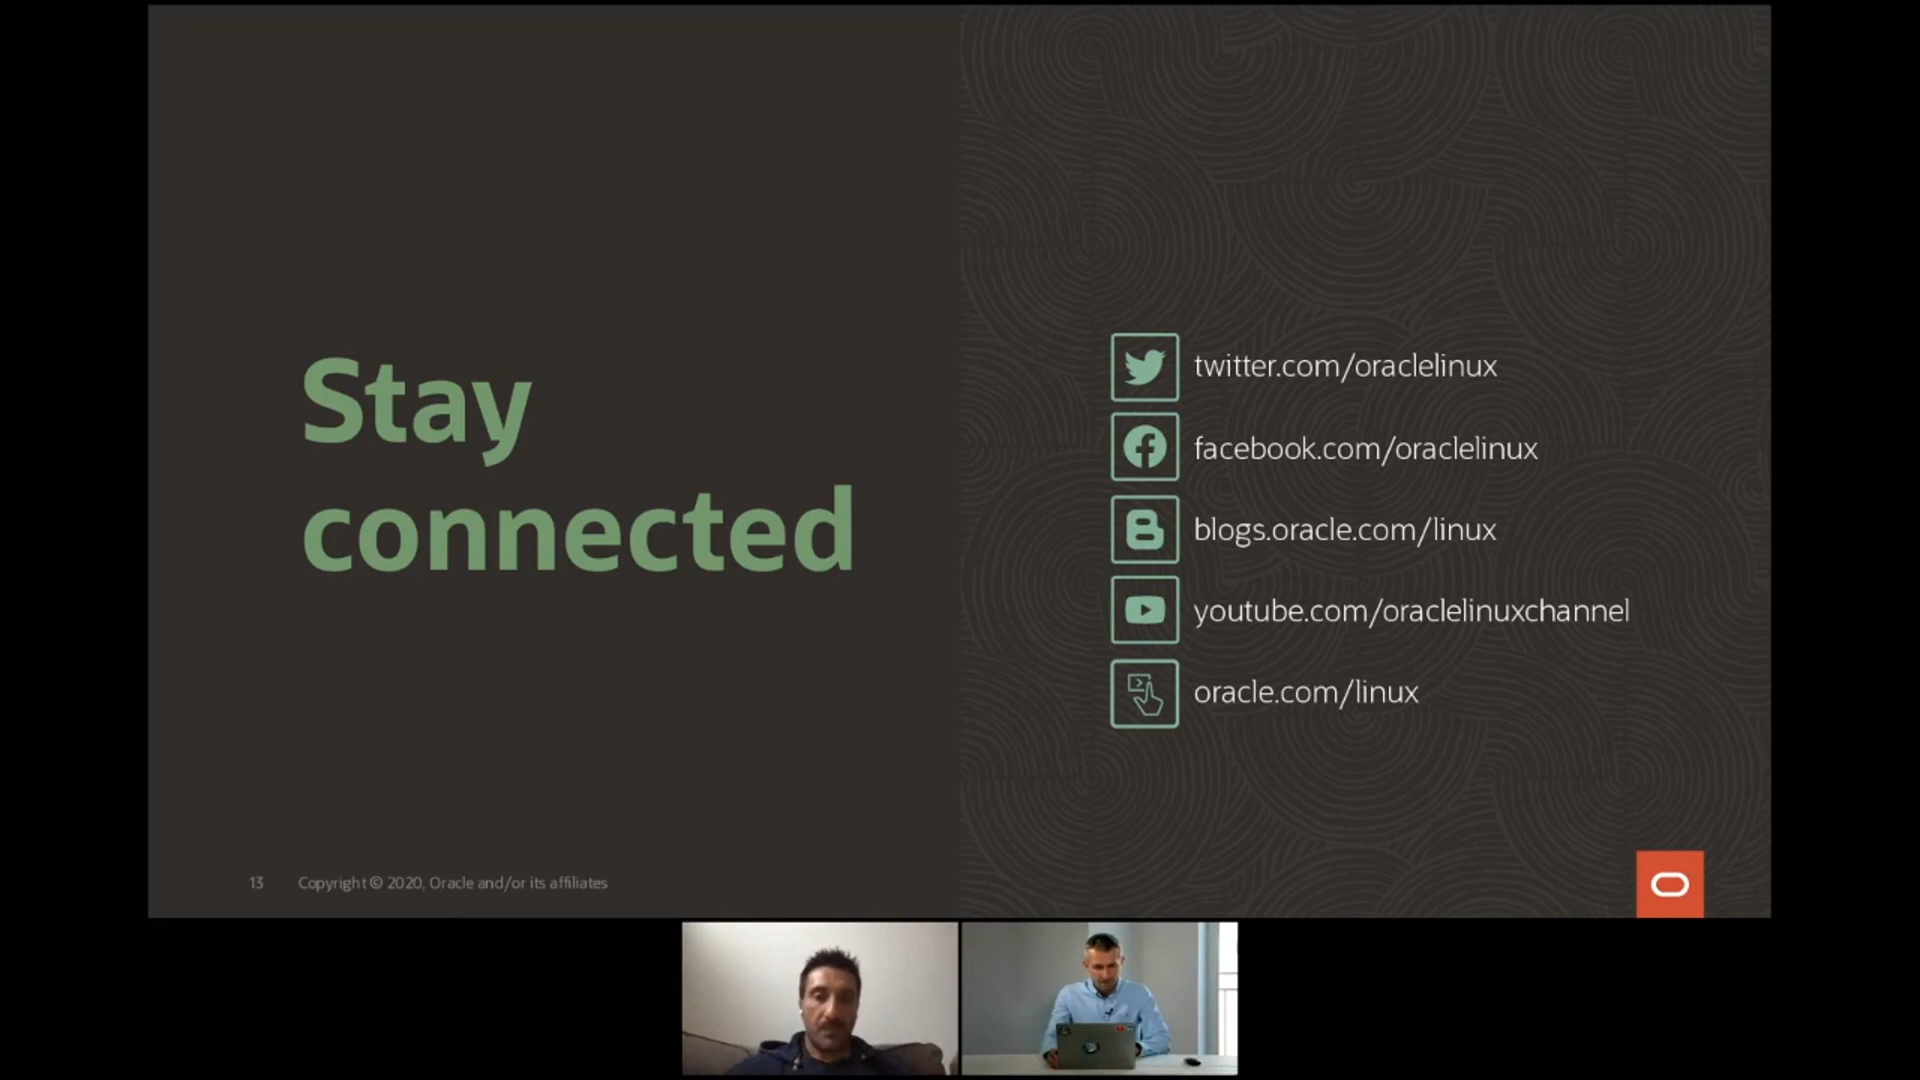 Stay
connected
twitter.com/oraclelinux
facebook.com/oraclelinux
blogs.oracle.com/linux
youtube.com/oraclelinuxchannel
oracle.com/linux
13 Copyright © 2020, Oracle and/or its affiliates